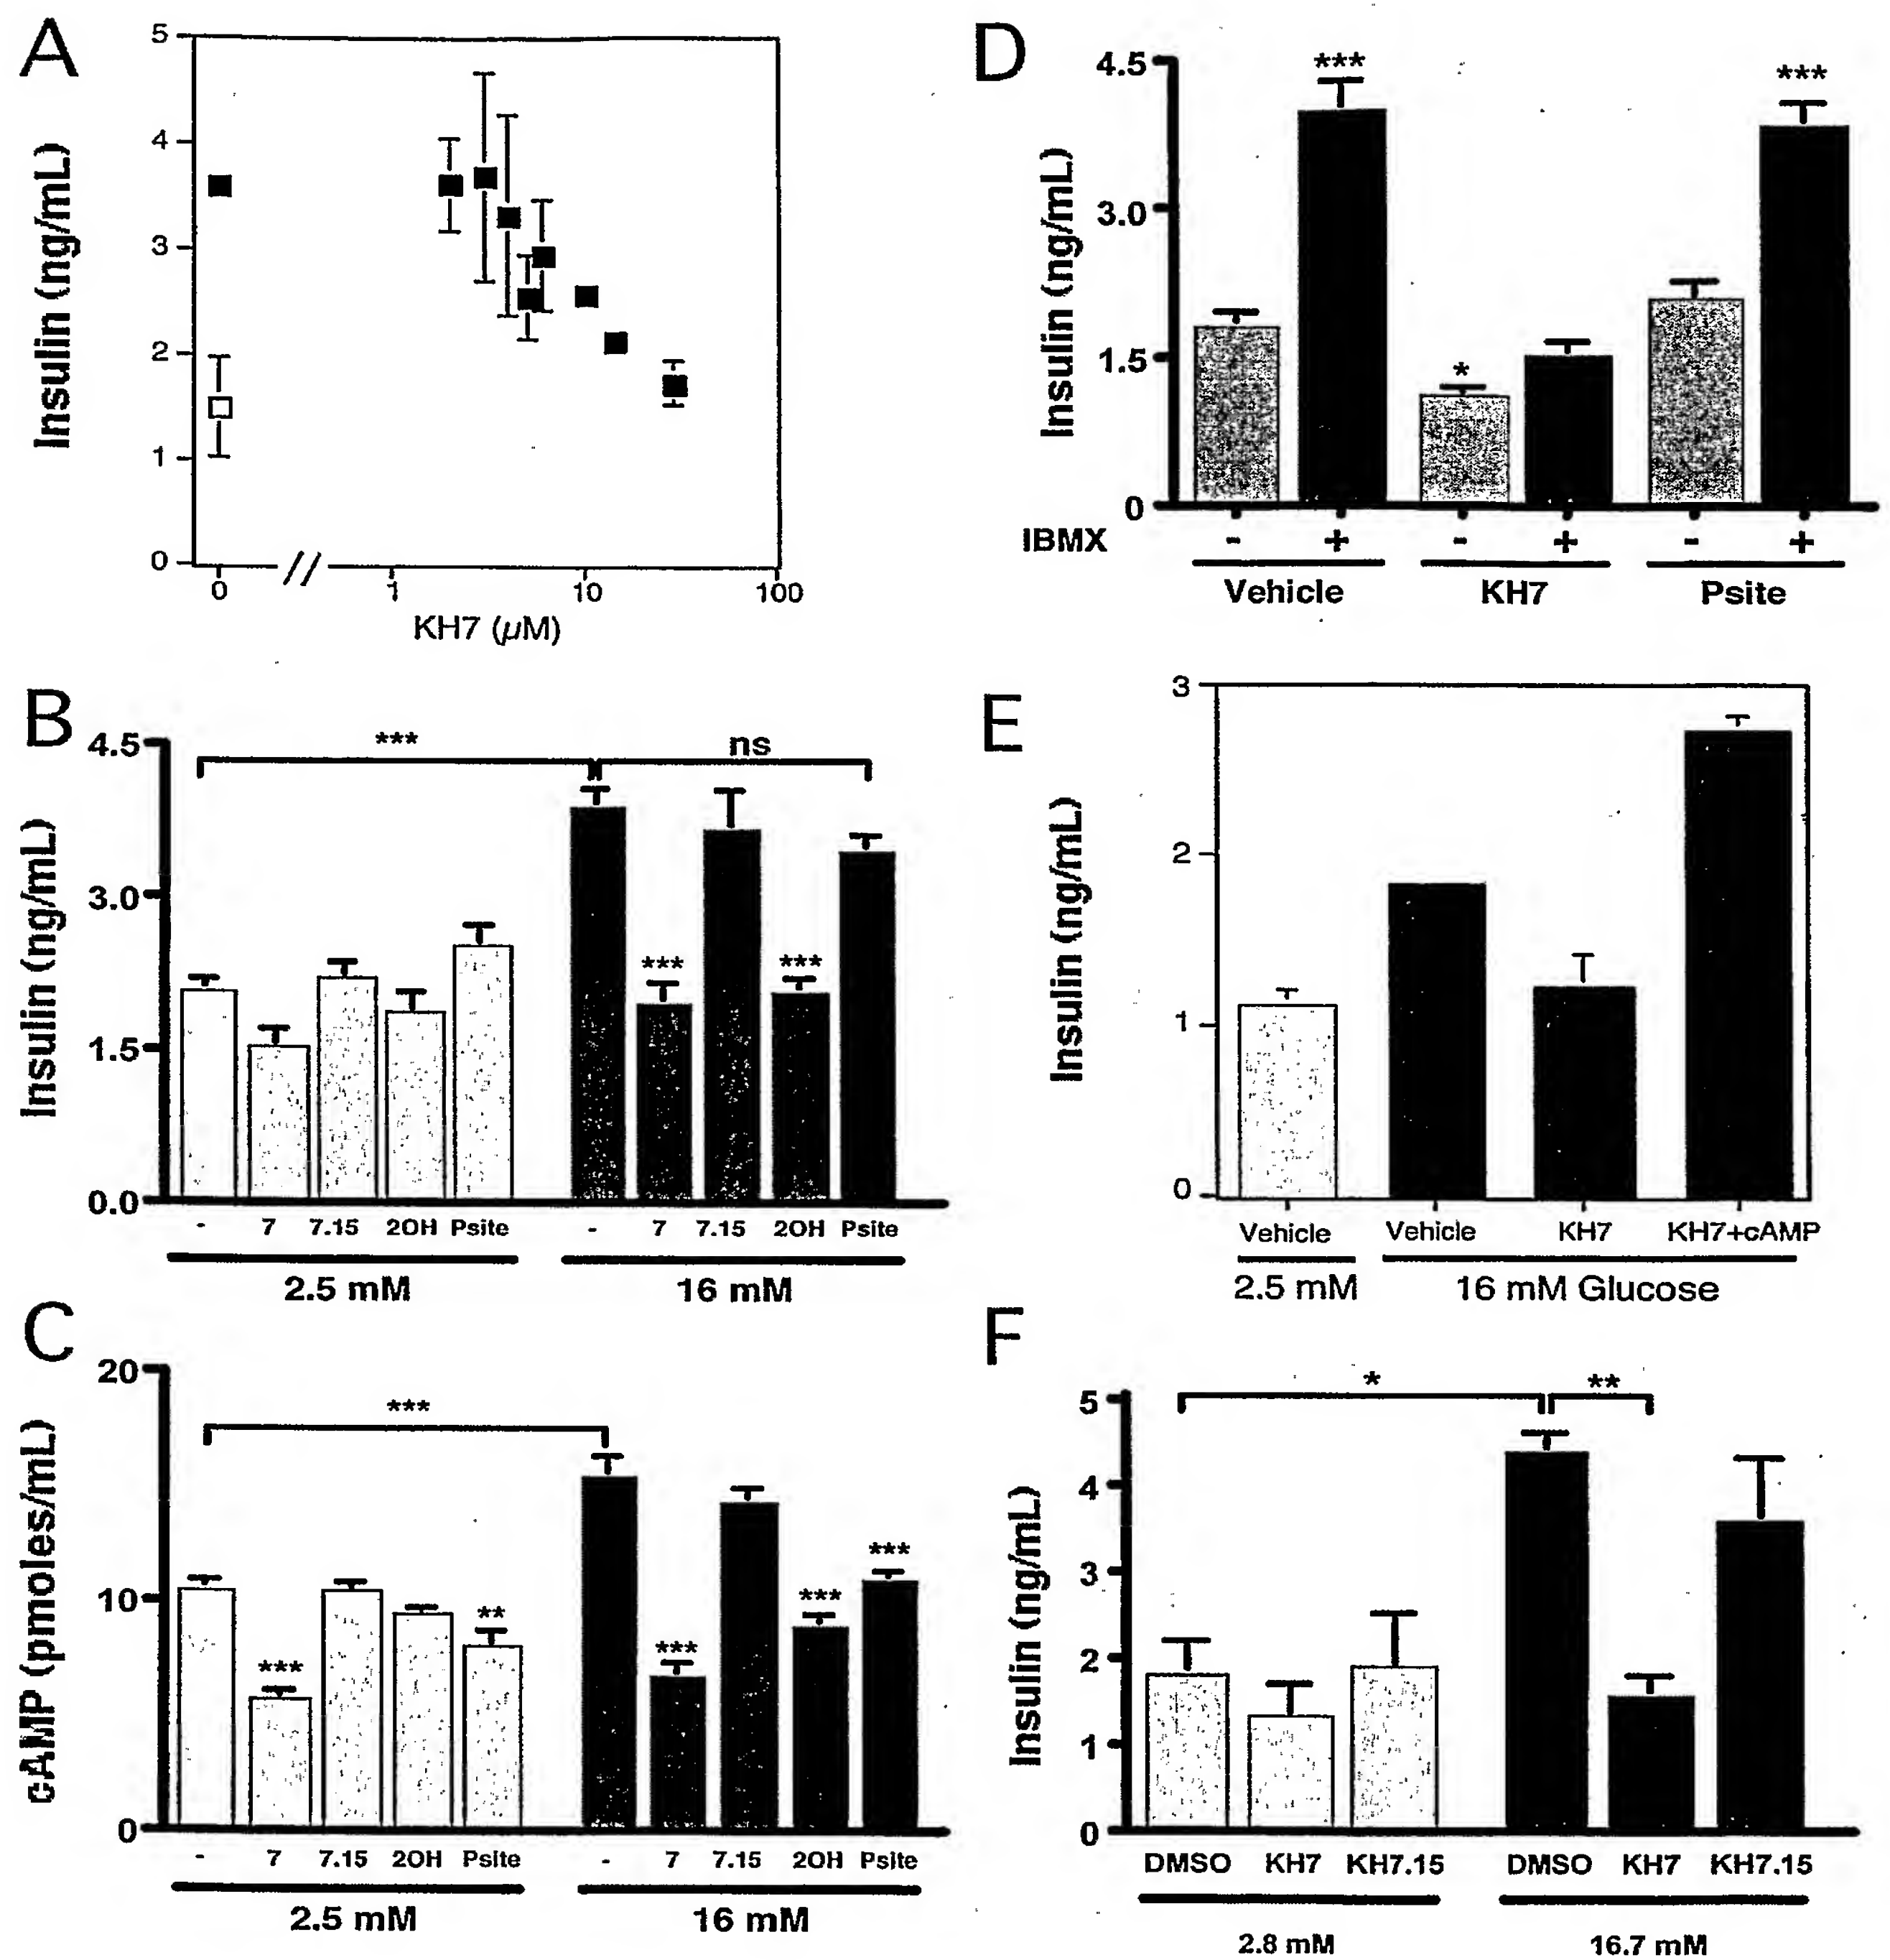 A
5
4
3
2
1
0
Insulin (ng/mL)
0 // 1 10 100
KH7 (µM)
D
4.5
3.0
1.5
0
Insulin (ng/mL)
***
*
***
IBMX - + - + - +
Vehicle KH7 Psite
B
4.5
3.0
1.5
0.0
Insulin (ng/mL)
*** ns
*** ***
- 7 7.15 2OH Psite - 7 7.15 2OH Psite
2.5 mM 16 mM
E
3
2
1
0
Insulin (ng/mL)
Vehicle Vehicle KH7 KH7+cAMP
2.5 mM 16 mM Glucose
C
20
10
0
cAMP (pmoles/mL)
***
*** ** *** *** ***
- 7 7.15 2OH Psite - 7 7.15 2OH Psite
2.5 mM 16 mM
F
5
4
3
2
1
0
Insulin (ng/mL)
* **
DMSO KH7 KH7.15 DMSO KH7 KH7.15
2.8 mM 16.7 mM